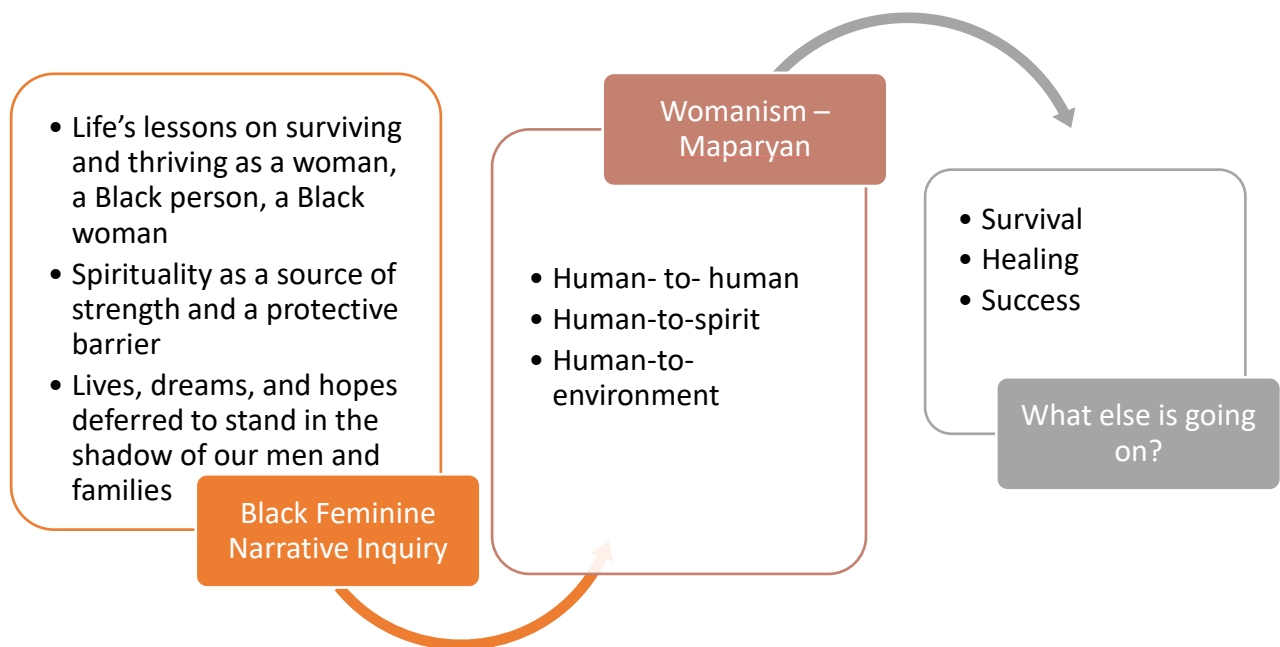 • Life’s lessons on surviving
and thriving as a woman,
a Black person, a Black
woman
• Spirituality as a source of
strength and a protective
barrier
• Lives, dreams, and hopes
deferred to stand in the
shadow of our men and
families
Black Feminine
Narrative Inquiry
Womanism –
Maparyan
• Human- to- human
• Human-to-spirit
• Human-to-
environment
• Survival
• Healing
• Success
What else is going
on?